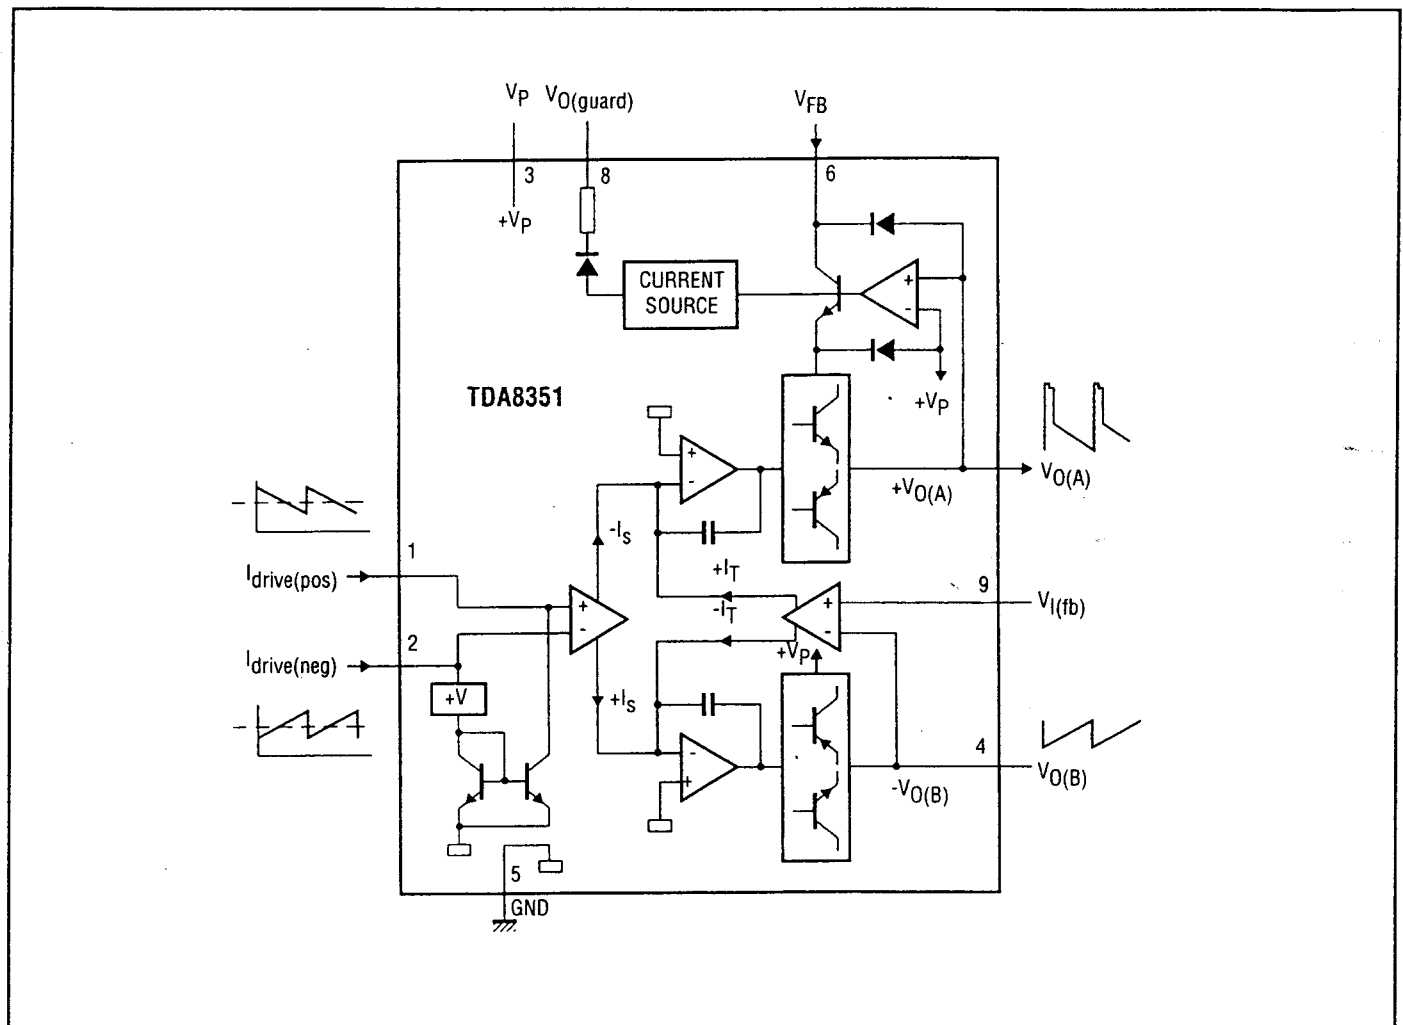 VP VO(guard) VFB
3 8 6
+VP
CURRENT
SOURCE
+
-
TDA8351
+VP
+
-
+VO(A) VO(A)
-Is
1
+IT
Idrive(pos)
+
-
-IT
+
-
9
VI(fb)
2
Idrive(neg)
+VP
+V
+Is
-
+
4
-VO(B) VO(B)
5
GND